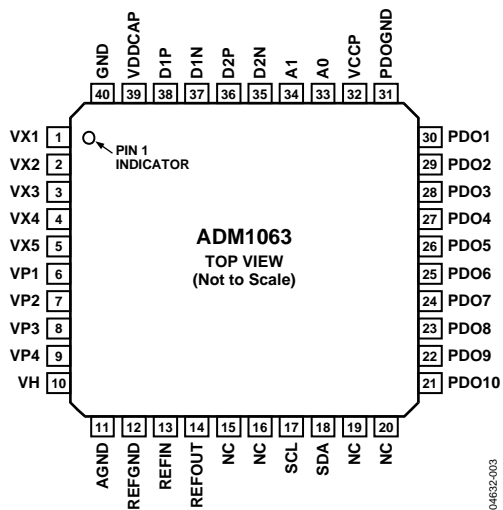 GND
VDDCAP
D1P
D1N
D2P
D2N
A1
A0
VCCP
PDOGND
40 39 38 37 36 35 34 33 32 31
VX1 1
VX2 2
VX3 3
VX4 4
VX5 5
VP1 6
VP2 7
VP3 8
VP4 9
VH 10
PIN 1
INDICATOR
ADM1063
TOP VIEW
(Not to Scale)
30 PDO1
29 PDO2
28 PDO3
27 PDO4
26 PDO5
25 PDO6
24 PDO7
23 PDO8
22 PDO9
21 PDO10
11 12 13 14 15 16 17 18 19 20
AGND
REFGND
REFIN
REFOUT
NC
NC
SCL
SDA
NC
NC
04632-003